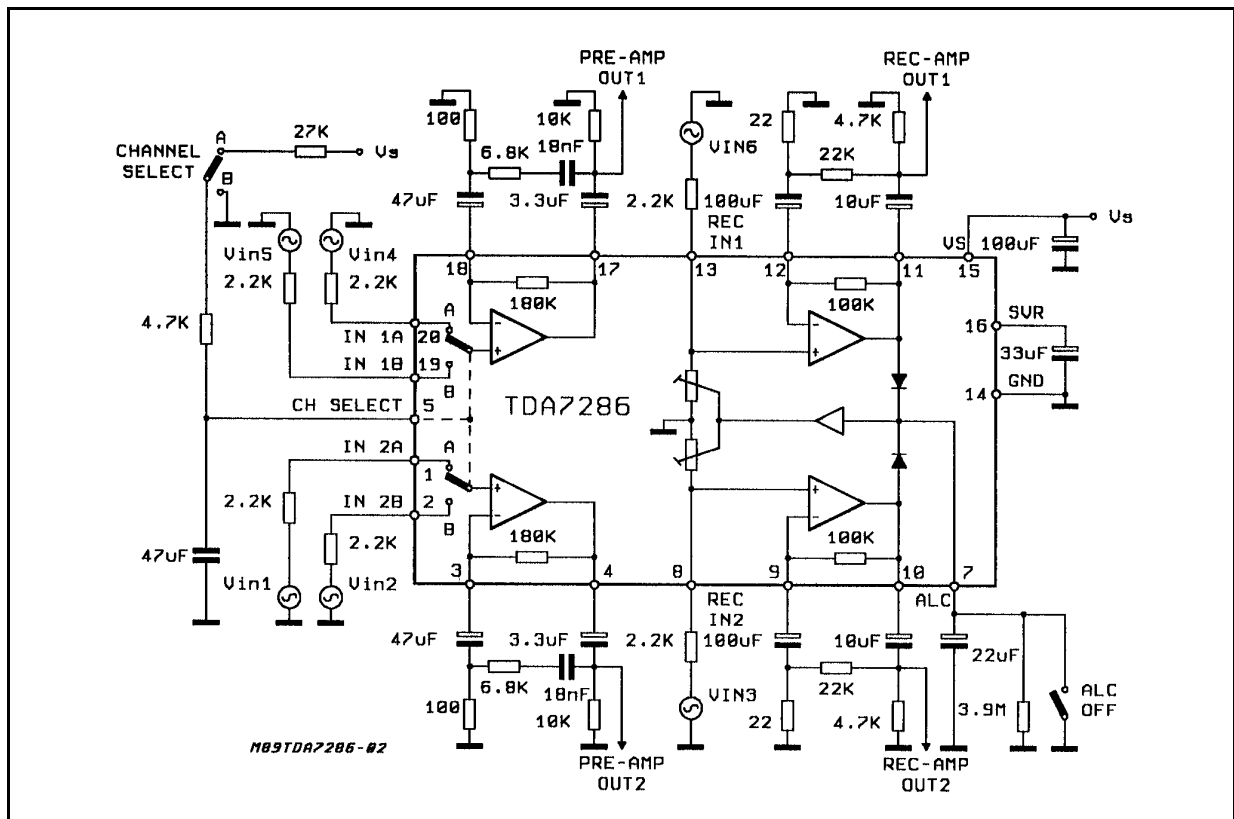 PRE-AMP
OUT1
REC-AMP
OUT1
100
10K
22
4.7K
A
27K
Vs
CHANNEL
SELECT
B
6.8K
18nF
VIN6
22K
47uF
3.3uF
2.2K
100uF
10uF
REC
IN1
Vs
Vin5
Vin4
VS
100uF
18
17
13
12
11
15
2.2K
2.2K
180K
100K
4.7K
A
16
SVR
IN 1A
20
-
+
-
+
33uF
IN 1B
19
B
GND
14
CH SELECT
5
TDA7286
IN 2A
A
1
2.2K
IN 2B
2
B
+
-
+
-
2.2K
180K
100K
47uF
3
4
8
9
10
7
Vin1
Vin2
REC
IN2
ALC
47uF
3.3uF
2.2K
100uF
10uF
22uF
6.8K
18nF
22K
VIN3
ALC
OFF
100
10K
22
4.7K
3.9M
M89TDA7286-02
PRE-AMP
OUT2
REC-AMP
OUT2